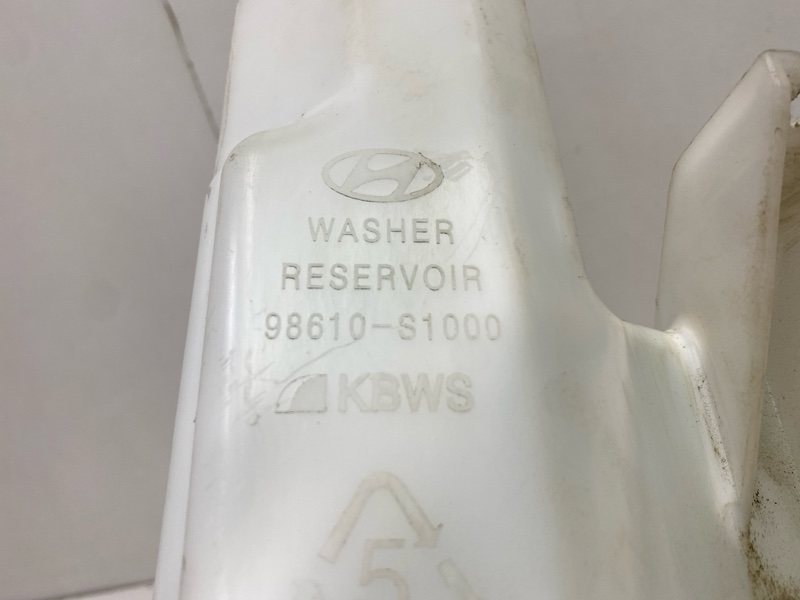 WASHER
RESERVOIR
98610-S1000
KBWS
5